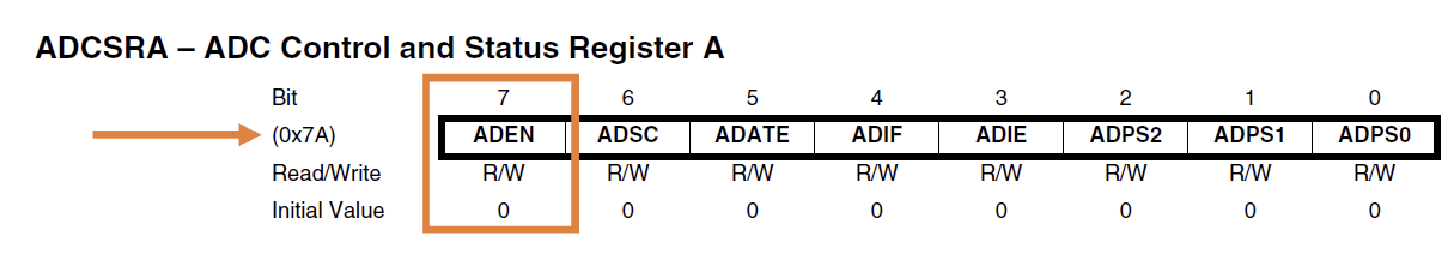 ADCSRA – ADC Control and Status Register A
Bit 7 6 5 4 3 2 1 0
(0x7A) ADEN ADSC ADATE ADIF ADIE ADPS2 ADPS1 ADPS0
Read/Write R/W R/W R/W R/W R/W R/W R/W R/W
Initial Value 0 0 0 0 0 0 0 0